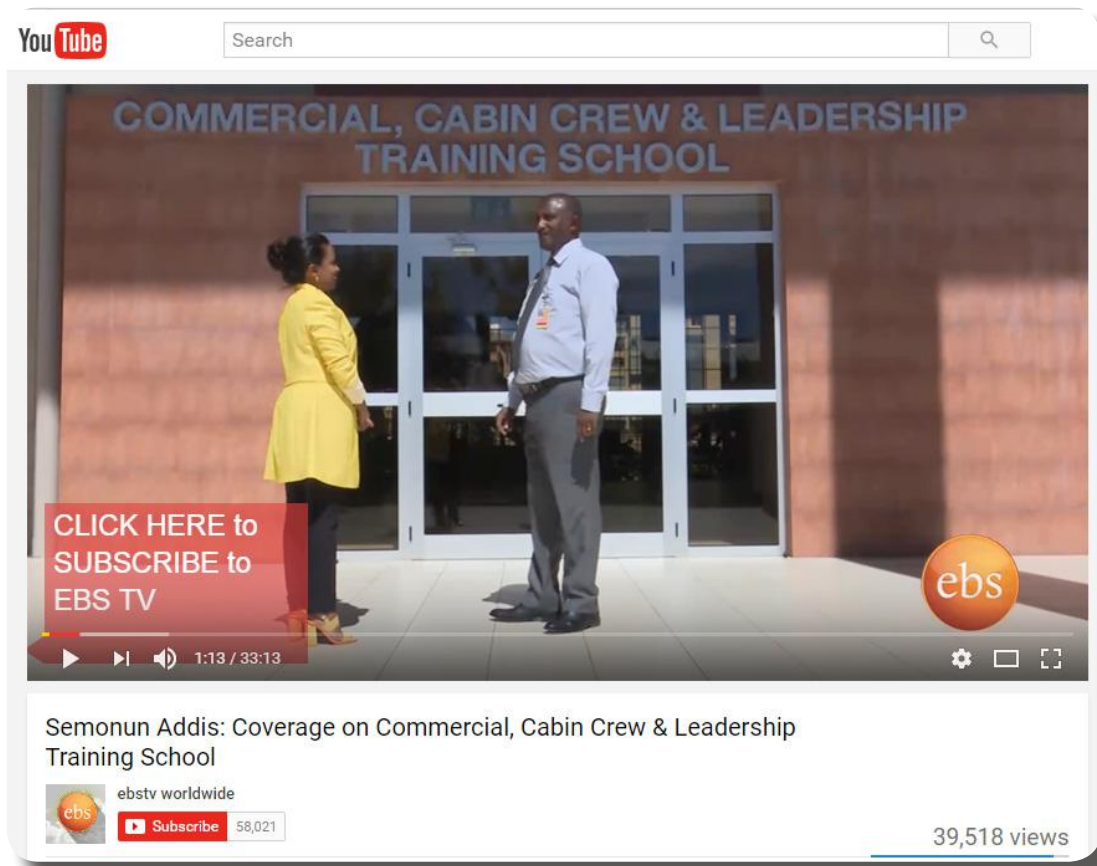 You Tube
Search
COMMERCIAL, CABIN CREW & LEADERSHIP
TRAINING SCHOOL
CLICK HERE to
SUBSCRIBE to
EBS TV
ebs
1:13 / 33:13
Semonun Addis: Coverage on Commercial, Cabin Crew & Leadership
Training School
ebs
ebstv worldwide
Subscribe 58,021
39,518 views